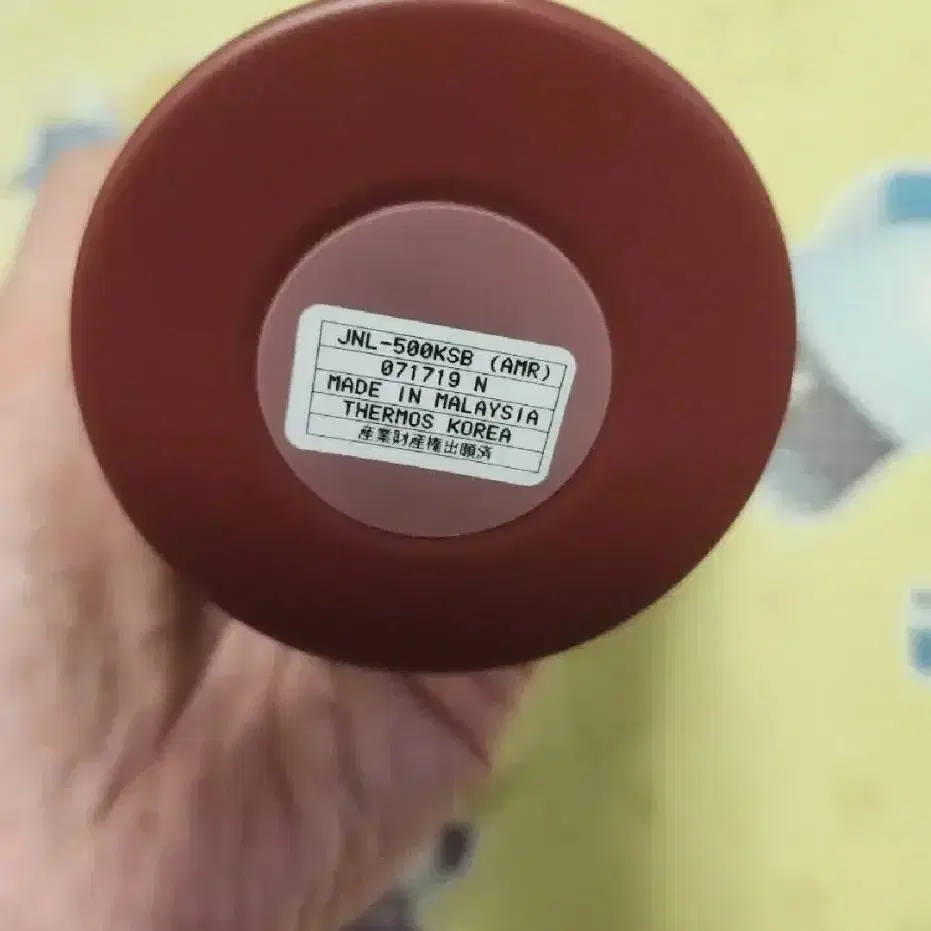 JNL-500KSB (AMR)
071719 N
MADE IN MALAYSIA
THERMOS KOREA
産業財産権出願済